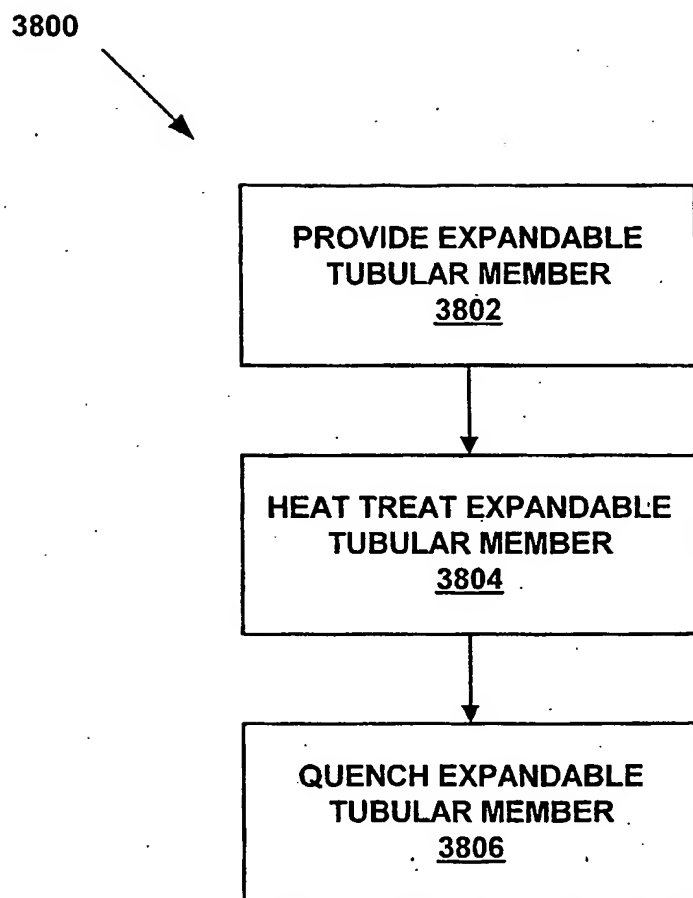 3800
PROVIDE EXPANDABLE
TUBULAR MEMBER
3802
HEAT TREAT EXPANDABLE
TUBULAR MEMBER
3804
QUENCH EXPANDABLE
TUBULAR MEMBER
3806